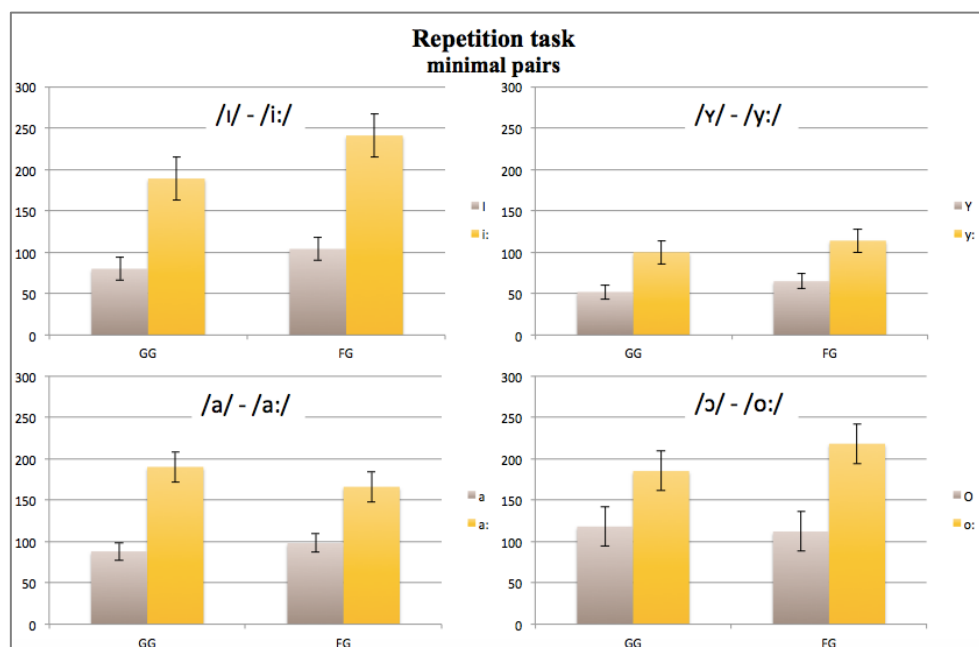 Repetition task
minimal pairs
/ɪ/ - /i:/
300
250
200
150
100
50
0
GG
FG
I
i:
/ʏ/ - /y:/
300
250
200
150
100
50
0
GG
FG
Y
y:
/a/ - /a:/
300
250
200
150
100
50
0
GG
FG
a
a:
/ɔ/ - /o:/
300
250
200
150
100
50
0
GG
FG
O
o: